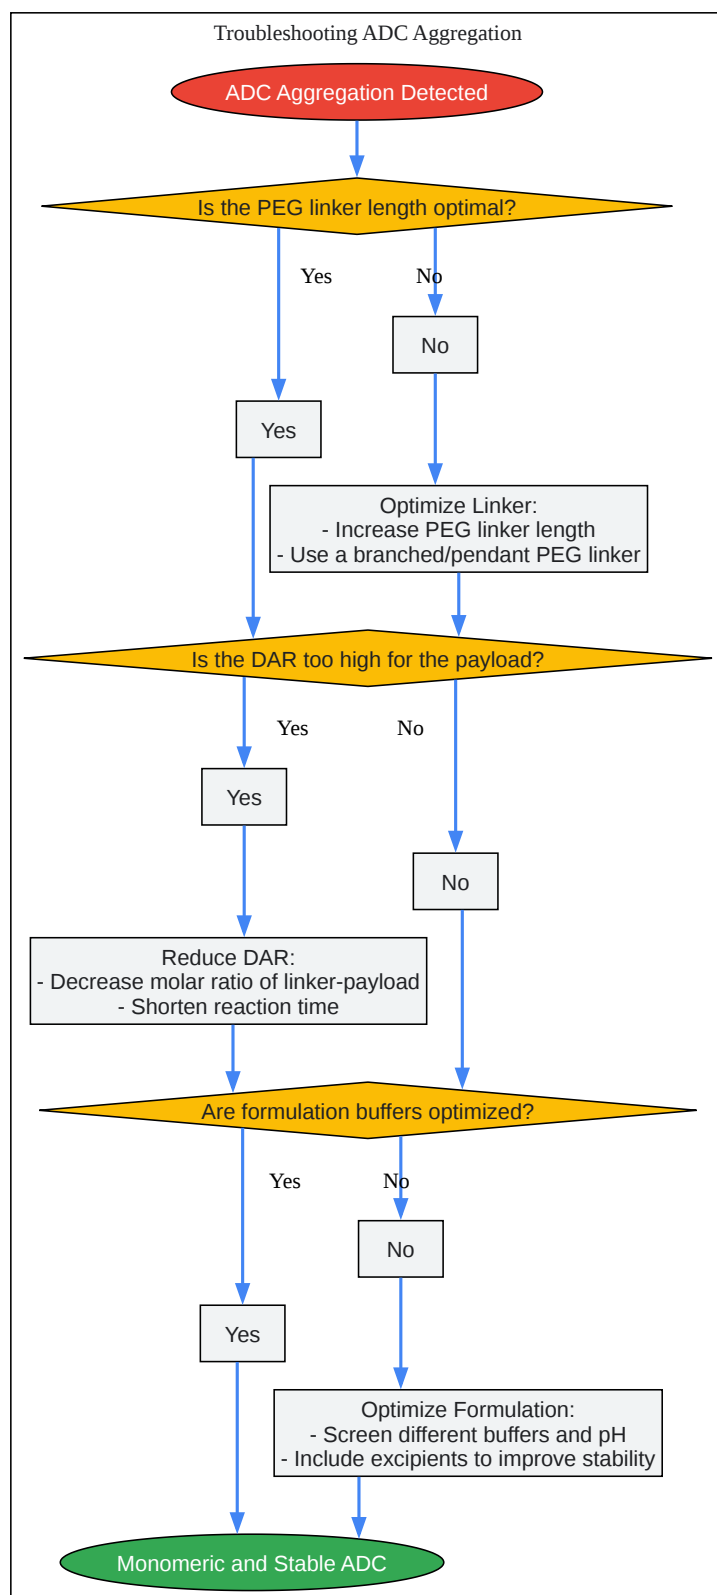 Troubleshooting ADC Aggregation
ADC Aggregation Detected
Is the PEG linker length optimal?
Yes
No
No
Yes
Optimize Linker:
- Increase PEG linker length
- Use a branched/pendant PEG linker
Is the DAR too high for the payload?
Yes
No
Yes
No
Reduce DAR:
- Decrease molar ratio of linker-payload
- Shorten reaction time
Are formulation buffers optimized?
Yes
No
No
Yes
Optimize Formulation:
- Screen different buffers and pH
- Include excipients to improve stability
Monomeric and Stable ADC